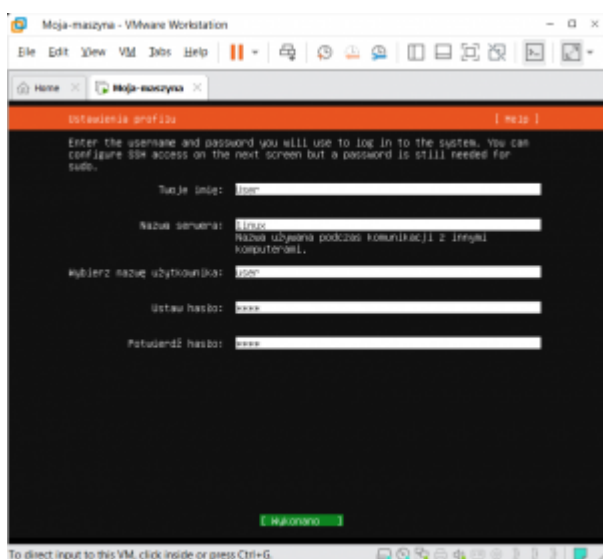 Moja-maszyna - VMware Workstation
File Edit View VM Tabs Help
Home Moja-maszyna
Ustawienia profilu [ Help ]
Enter the username and password you will use to log in to the system. You can
configure SSH access on the next screen but a password is still needed for
sudo.
Twoje imię: User
Nazwa serwera: linux
Nazwa używana podczas komunikacji z innymi
komputerami.
Wybierz nazwę użytkownika: user
Ustaw hasło: ****
Potwierdź hasło: ****
[ Wykonano ]
To direct input to this VM, click inside or press Ctrl+G.